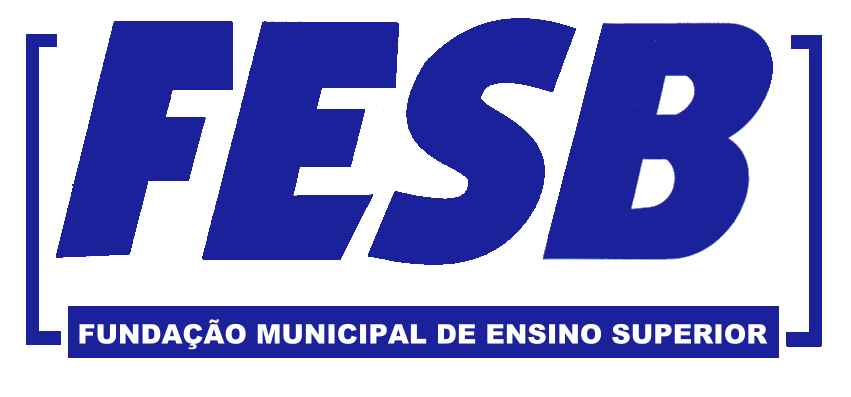 FESB
FUNDAÇÃO MUNICIPAL DE ENSINO SUPERIOR